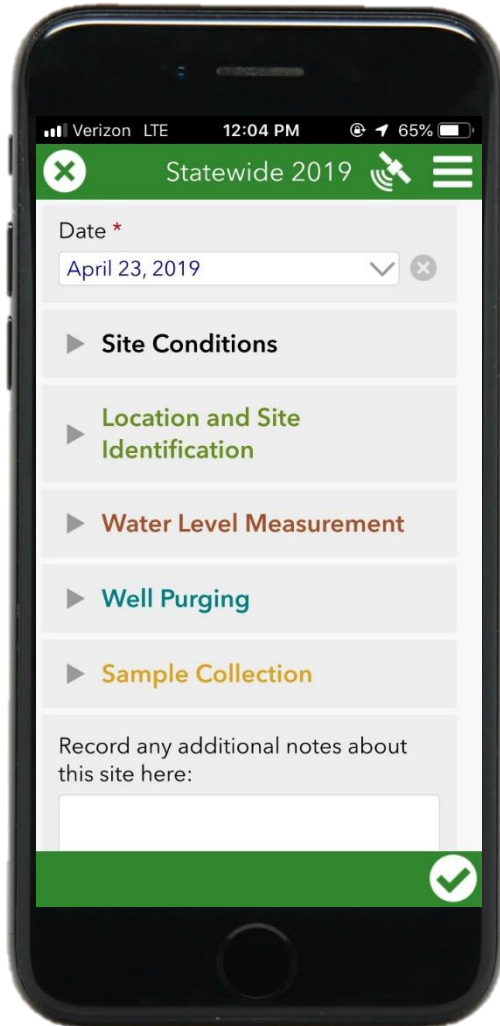 Verizon LTE 12:04 PM 65%
Statewide 2019
Date *
April 23, 2019
Site Conditions
Location and Site
Identification
Water Level Measurement
Well Purging
Sample Collection
Record any additional notes about
this site here: